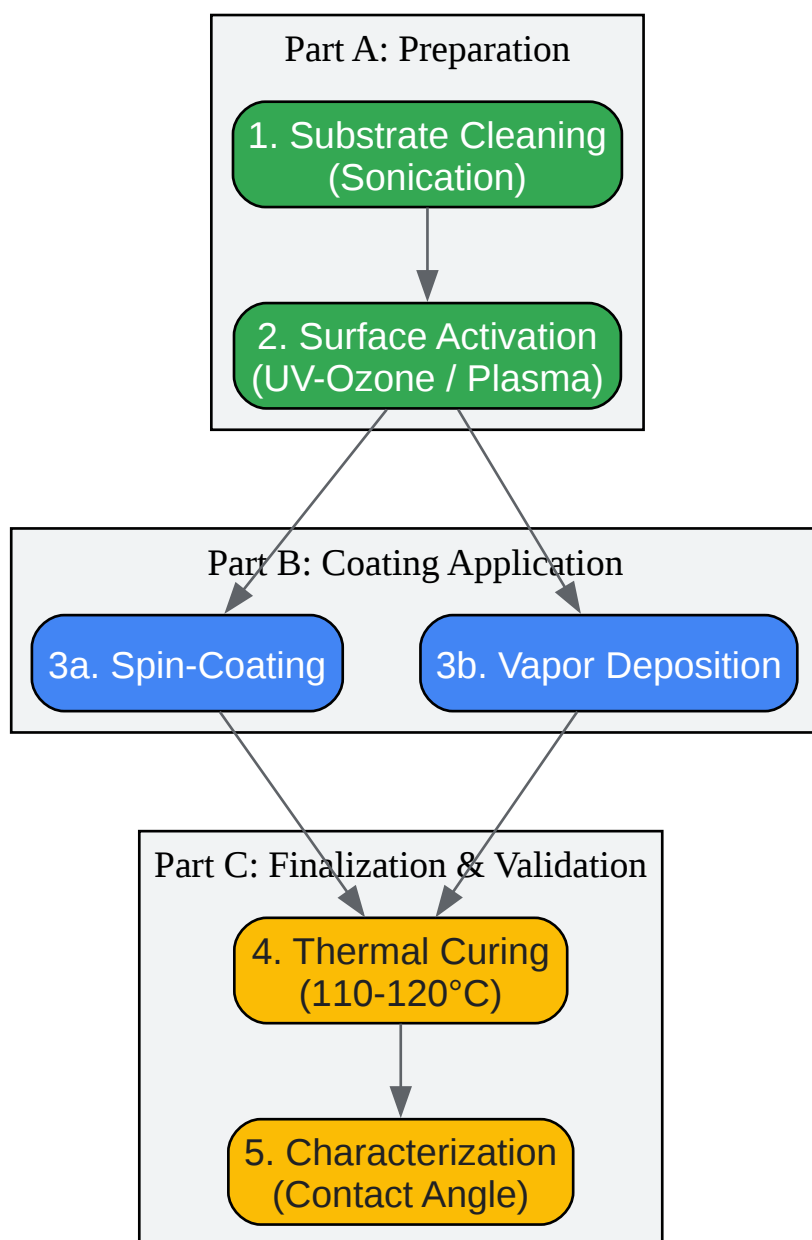 Part A: Preparation
1. Substrate Cleaning
(Sonication)
2. Surface Activation
(UV-Ozone / Plasma)
Part B: Coating Application
3a. Spin-Coating
3b. Vapor Deposition
Part C: Finalization & Validation
4. Thermal Curing
(110-120°C)
5. Characterization
(Contact Angle)